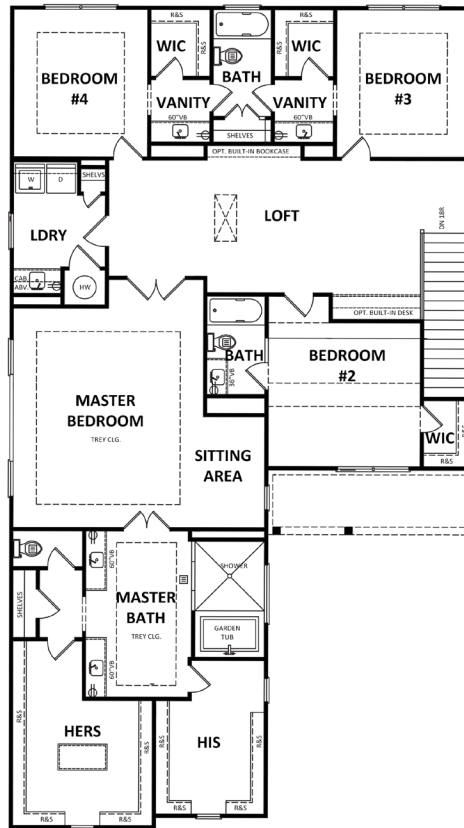 R&S
R&S
WIC
R&S
R&S
WIC
BATH
BEDROOM
#4
BEDROOM
#3
VANITY
VANITY
60"VB
60"VB
SHELVES
OPT. BUILT-IN BOOKCASE
SHELVS
W
D
LOFT
LDRY
DN 18R
CAB.
ABV.
HW
OPT. BUILT-IN DESK
BATH
36"VB
BEDROOM
#2
MASTER
BEDROOM
TREY CLG.
SITTING
AREA
WIC
R&S
R&S
60"VB
SHOWER
SHELVES
MASTER
BATH
TREY CLG.
GARDEN
TUB
60"VB
HERS
HIS
R&S
R&S
R&S
R&S
R&S
R&S
R&S
R&S